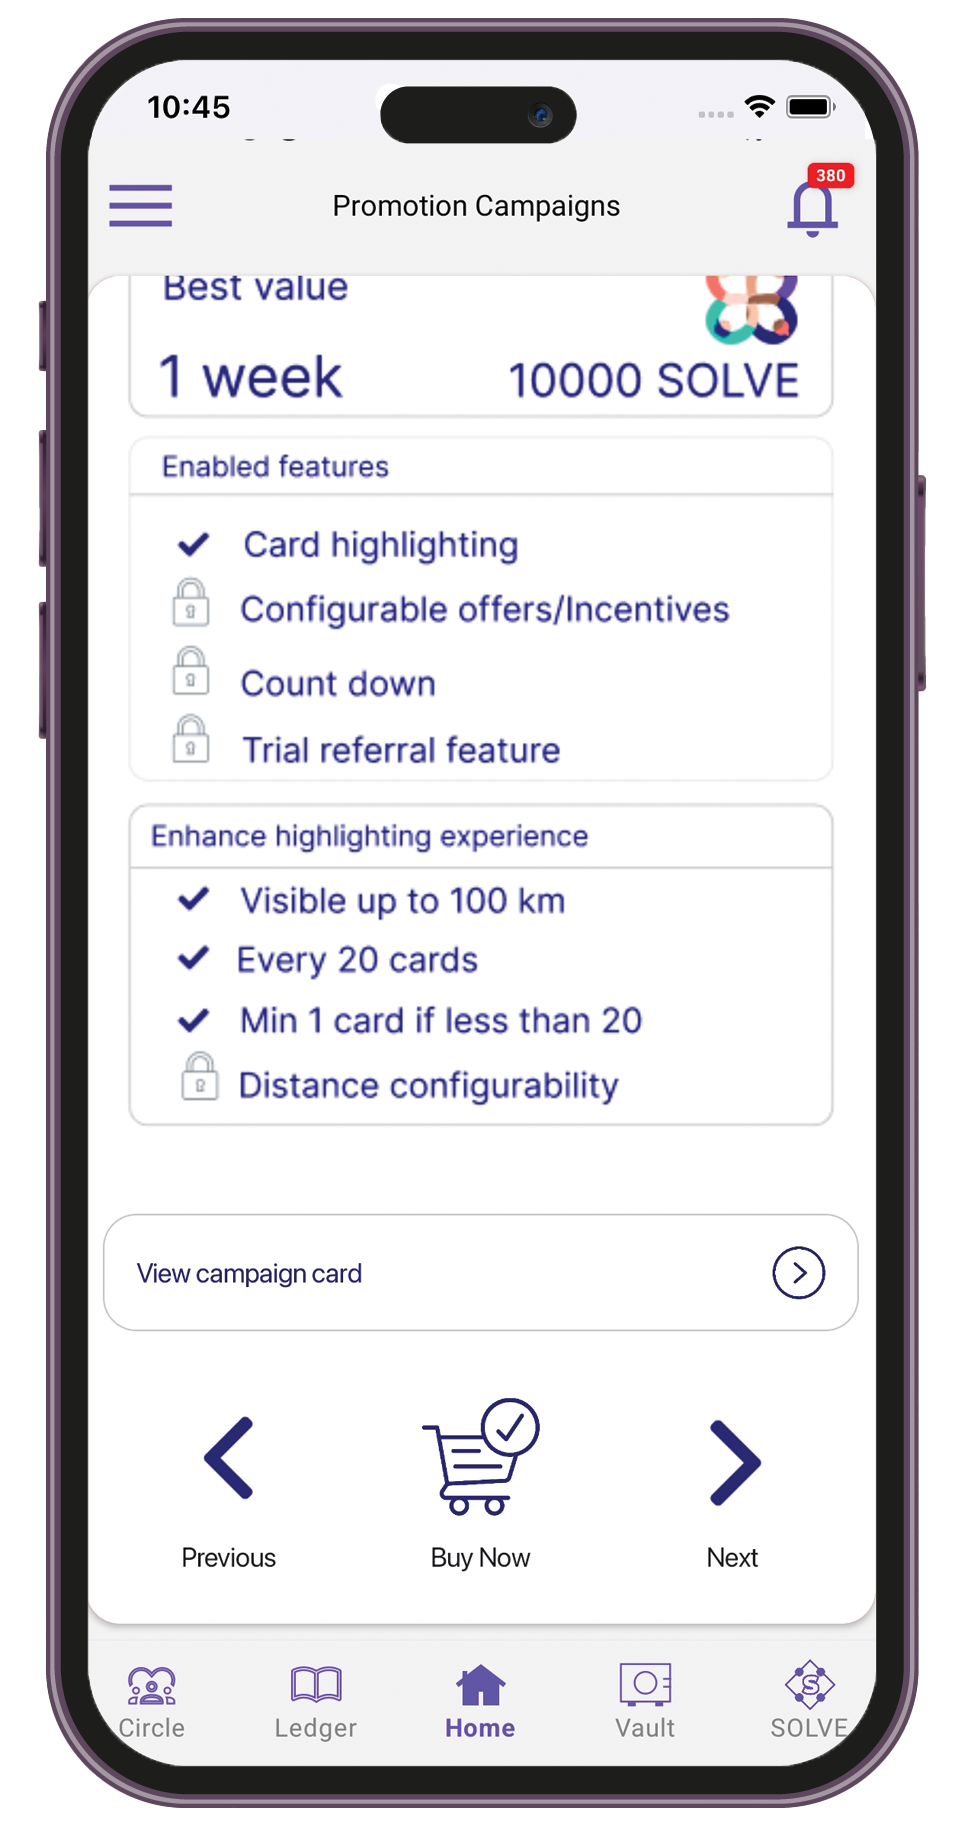 10:45
380
Promotion Campaigns
Best value
1 week
10000 SOLVE
Enabled features
Card highlighting
Configurable offers/Incentives
Count down
Trial referral feature
Enhance highlighting experience
Visible up to 100 km
Every 20 cards
Min 1 card if less than 20
Distance configurability
View campaign card
Previous
Buy Now
Next
Circle
Ledger
Home
Vault
S
SOLVE